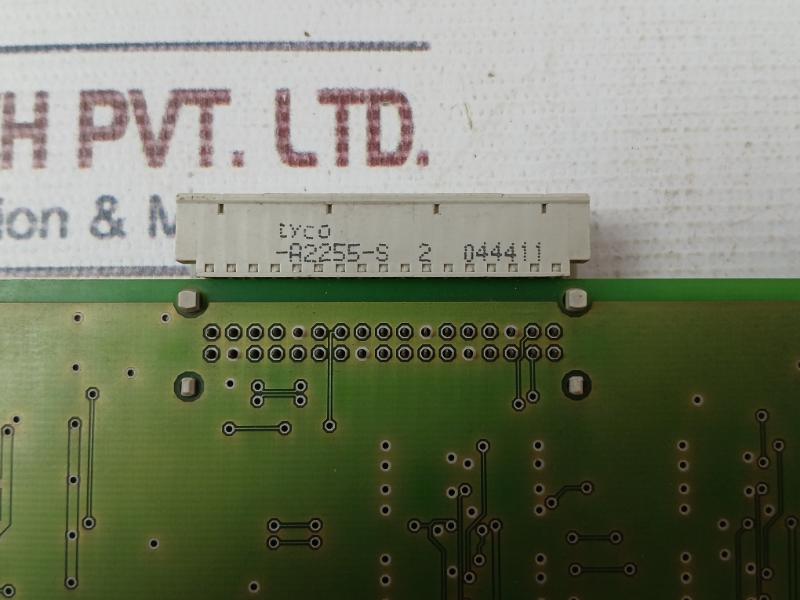 H PVT. LTD.
ion & M
tyco
-A2255-S 2 044411